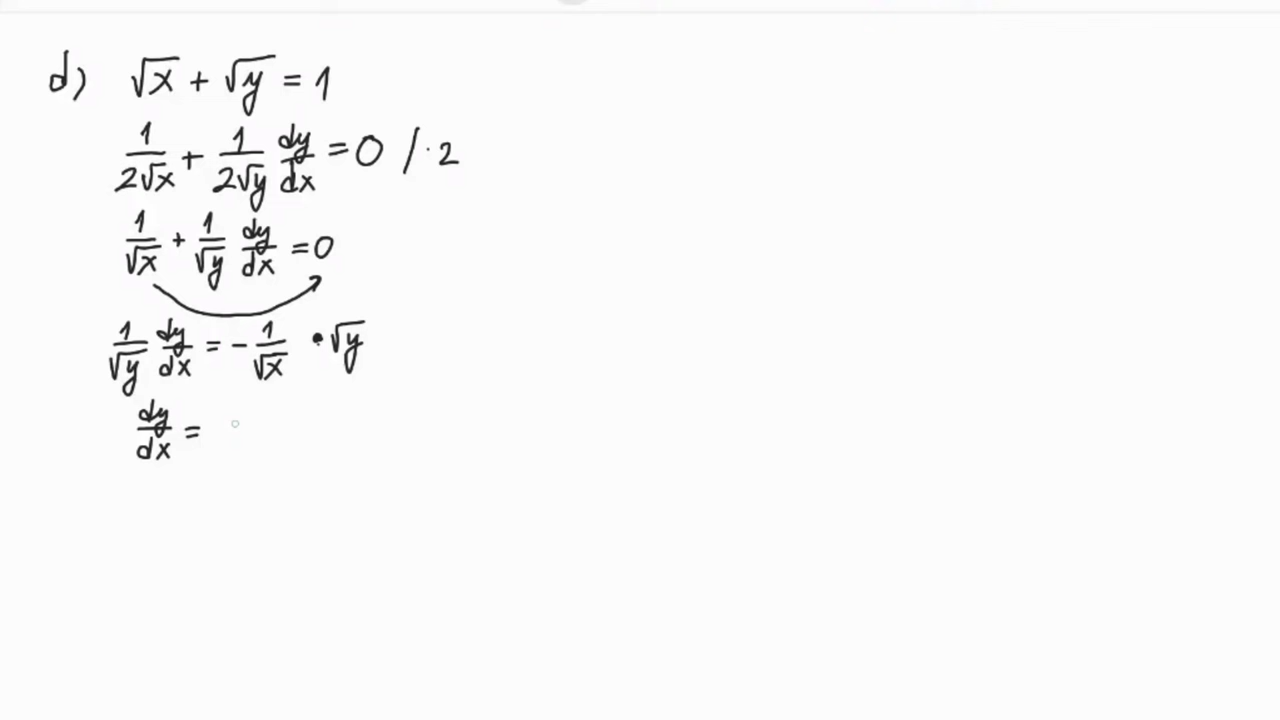 d) √x + √y = 1
1/(2√x) + 1/(2√y) dy/dx = 0 / · 2
1/√x + 1/√y dy/dx = 0
1/√y dy/dx = - 1/√x • √y
dy/dx =